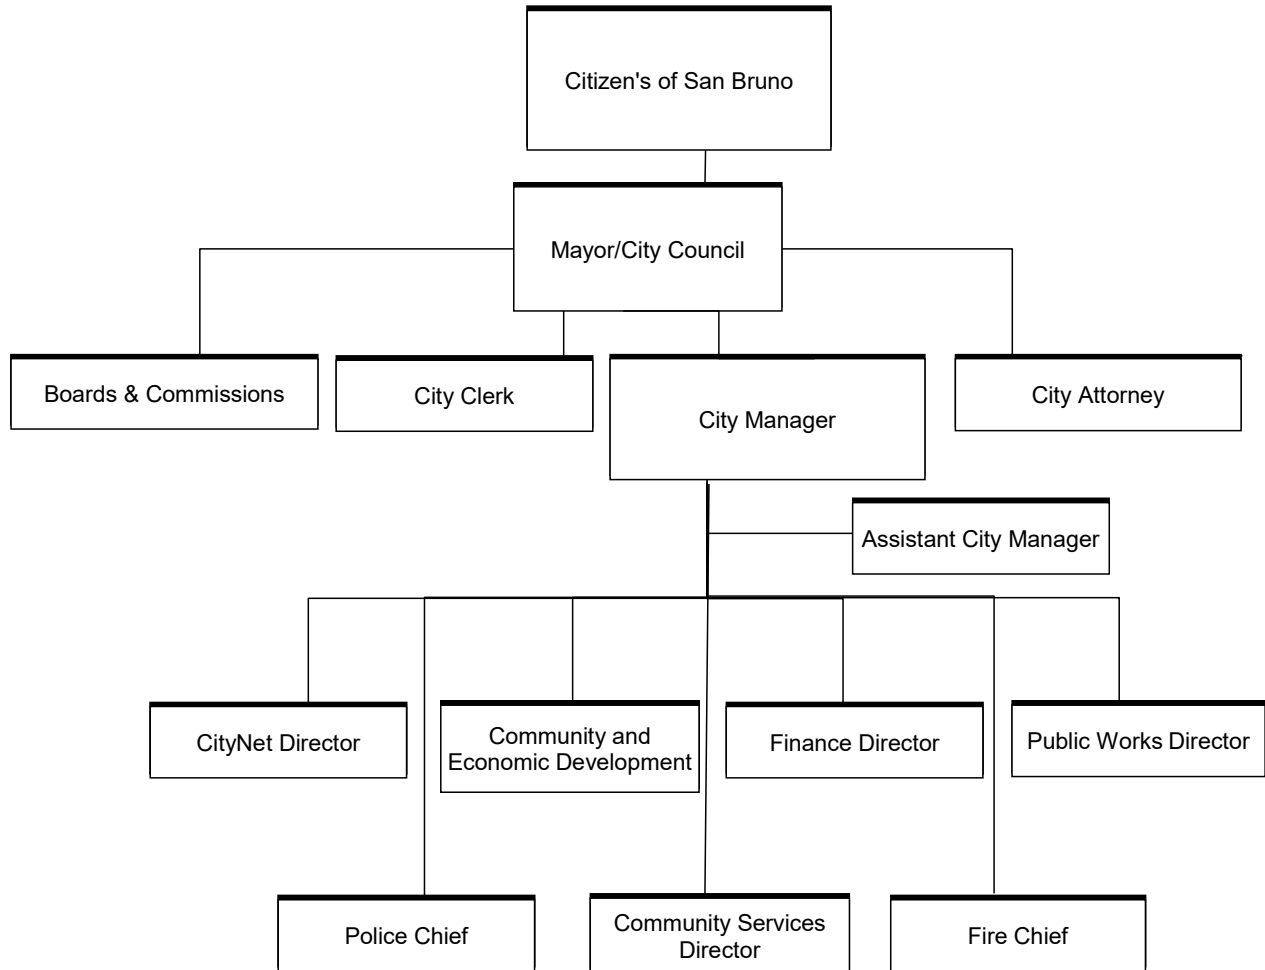 Citizen's of San Bruno
Mayor/City Council
Boards & Commissions
City Clerk
City Manager
City Attorney
Assistant City Manager
CityNet Director
Community and
Economic Development
Finance Director
Public Works Director
Police Chief
Community Services
Director
Fire Chief